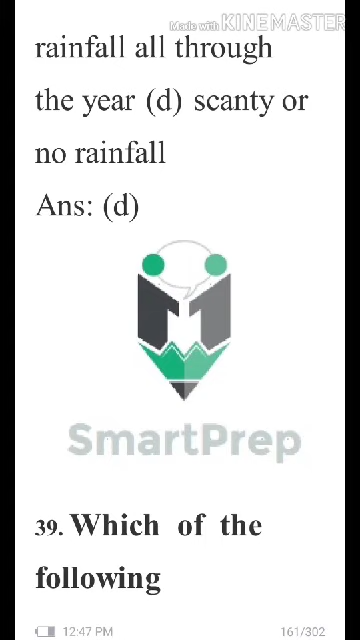 Made with KINEMASTER
rainfall all through
the year (d) scanty or
no rainfall
Ans: (d)
SmartPrep
39. Which of the
following
12:47 PM 161/302